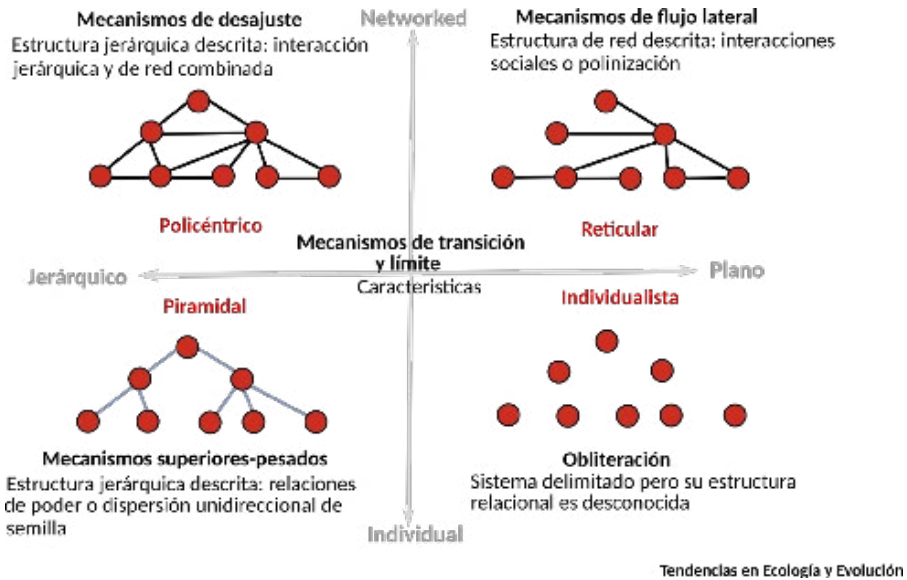 Mecanismos de desajuste
Estructura jerárquica descrita: interacción
jerárquica y de red combinada
Networked
Mecanismos de flujo lateral
Estructura de red descrita: interacciones
sociales o polinización
Policéntrico
Reticular
Mecanismos de transición
y límite
Jerárquico
Plano
Caracteristicas
Piramidal
Individualista
Mecanismos superiores-pesados
Estructura jerárquica descrita: relaciones
de poder o dispersión unidireccional de
semilla
Obliteración
Sistema delimitado pero su estructura
relacional es desconocida
Individual
Tendencias en Ecología y Evolución